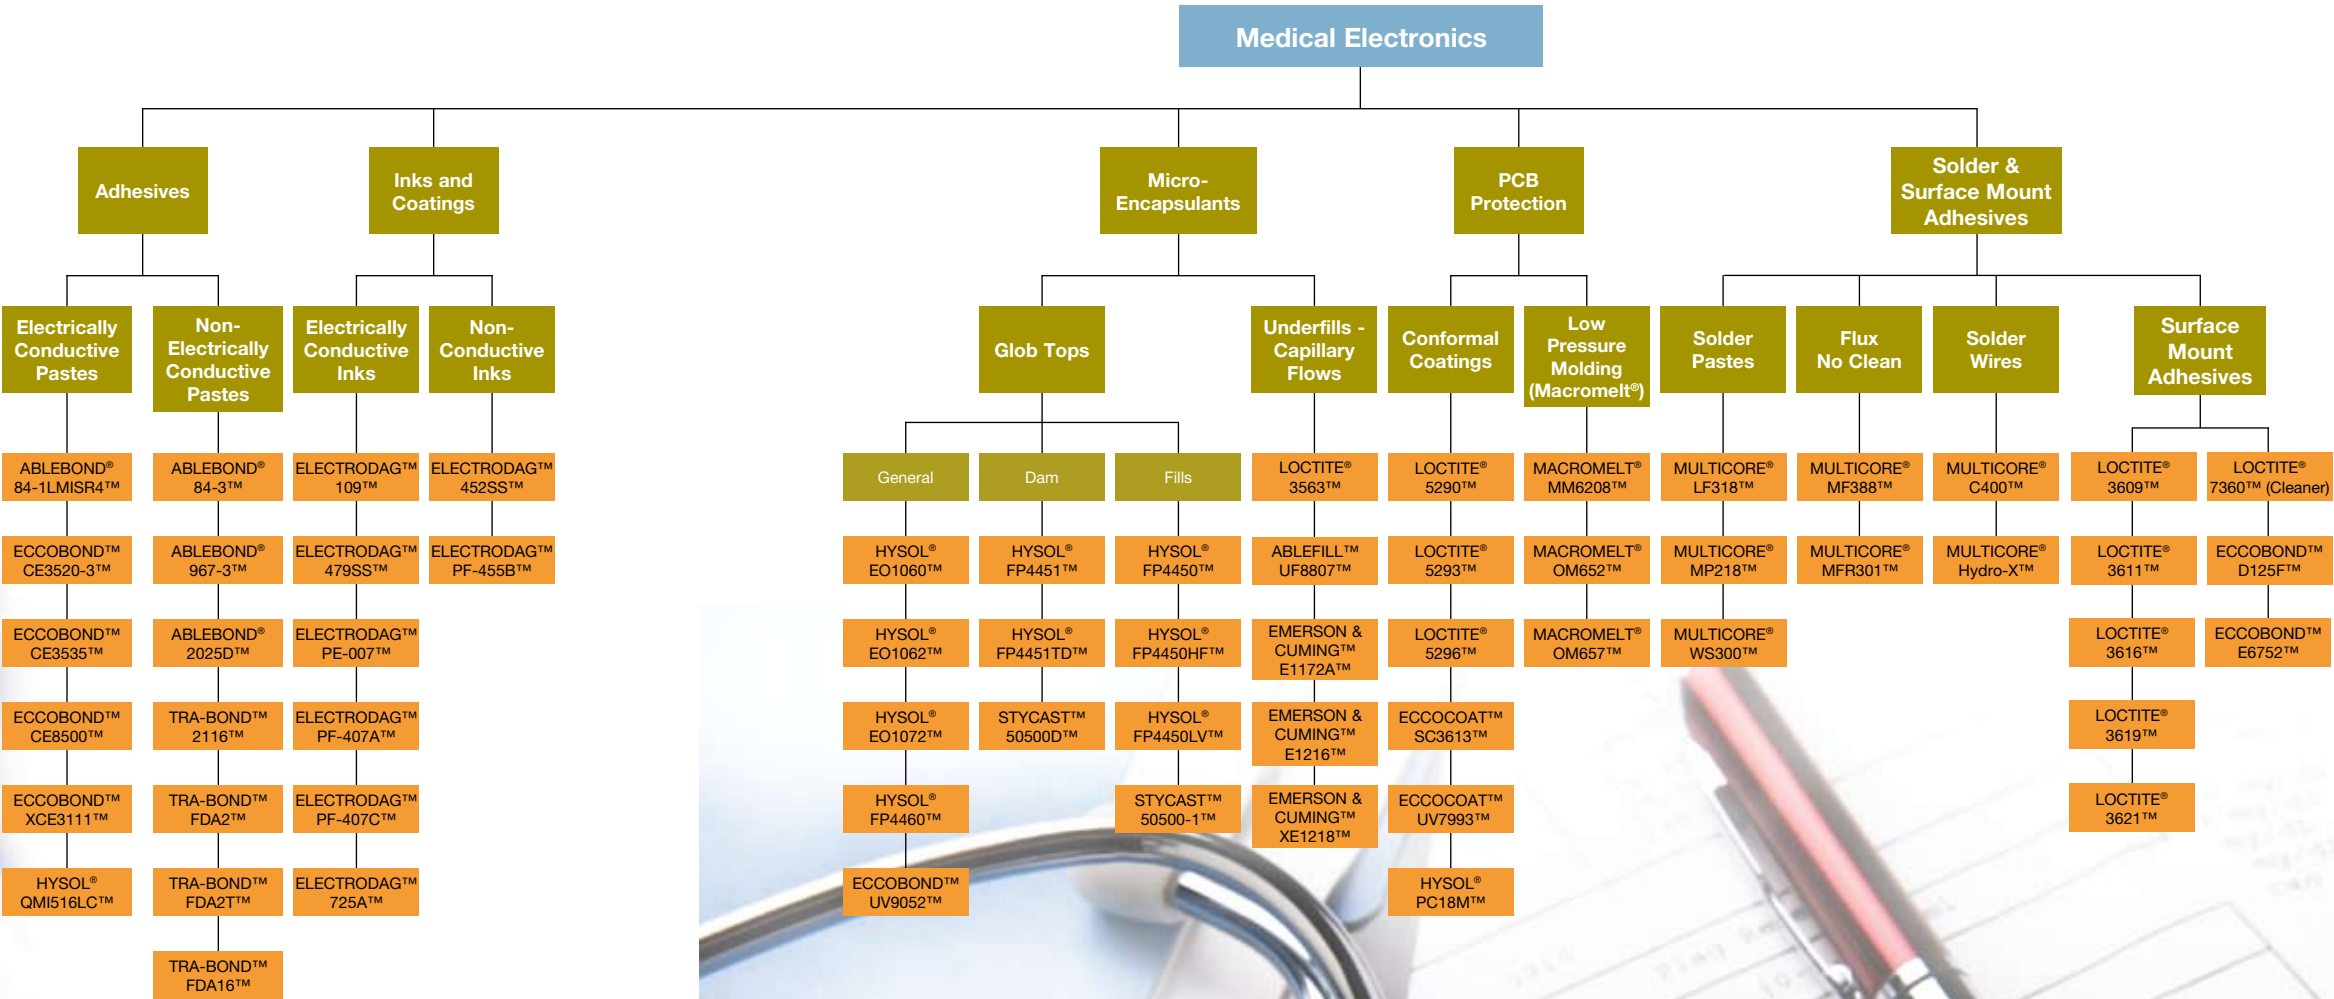 Medical Electronics
Adhesives
Inks and
Coatings
Micro-
Encapsulants
PCB
Protection
Solder &
Surface Mount
Adhesives
Electrically
Conductive
Pastes
Non-
Electrically
Conductive
Pastes
Electrically
Conductive
Inks
Non-
Conductive
Inks
Glob Tops
Underfills -
Capillary
Flows
Conformal
Coatings
Low
Pressure
Molding
(Macromelt®)
Solder
Pastes
Flux
No Clean
Solder
Wires
Surface
Mount
Adhesives
ABLEBOND®
84-1LMISR4™
ECCOBOND™
CE3520-3™
ECCOBOND™
CE3535™
ECCOBOND™
CE8500™
ECCOBOND™
XCE3111™
HYSOL®
QMI516LC™
ABLEBOND®
84-3™
ABLEBOND®
967-3™
ABLEBOND®
2025D™
TRA-BOND™
2116™
TRA-BOND™
FDA2™
TRA-BOND™
FDA2T™
TRA-BOND™
FDA16™
ELECTRODAG™
109™
ELECTRODAG™
479SS™
ELECTRODAG™
PE-007™
ELECTRODAG™
PF-407A™
ELECTRODAG™
PF-407C™
ELECTRODAG™
725A™
ELECTRODAG™
452SS™
ELECTRODAG™
PF-455B™
General
HYSOL®
EO1060™
HYSOL®
EO1062™
HYSOL®
EO1072™
HYSOL®
FP4460™
ECCOBOND™
UV9052™
Dam
HYSOL®
FP4451™
HYSOL®
FP4451TD™
STYCAST™
50500D™
Fills
HYSOL®
FP4450™
HYSOL®
FP4450HF™
HYSOL®
FP4450LV™
STYCAST™
50500-1™
LOCTITE®
3563™
ABLEFILL™
UF8807™
EMERSON &
CUMING™
E1172A™
EMERSON &
CUMING™
E1216™
EMERSON &
CUMING™
XE1218™
LOCTITE®
5290™
LOCTITE®
5293™
LOCTITE®
5296™
ECCOCOAT™
SC3613™
ECCOCOAT™
UV7993™
HYSOL®
PC18M™
MACROMELT®
MM6208™
MACROMELT®
OM652™
MACROMELT®
OM657™
MULTICORE®
LF318™
MULTICORE®
MP218™
MULTICORE®
WS300™
MULTICORE®
MF388™
MULTICORE®
MFR301™
MULTICORE®
C400™
MULTICORE®
Hydro-X™
LOCTITE®
3609™
LOCTITE®
3611™
LOCTITE®
3616™
LOCTITE®
3619™
LOCTITE®
3621™
LOCTITE®
7360™ (Cleaner)
ECCOBOND™
D125F™
ECCOBOND™
E6752™